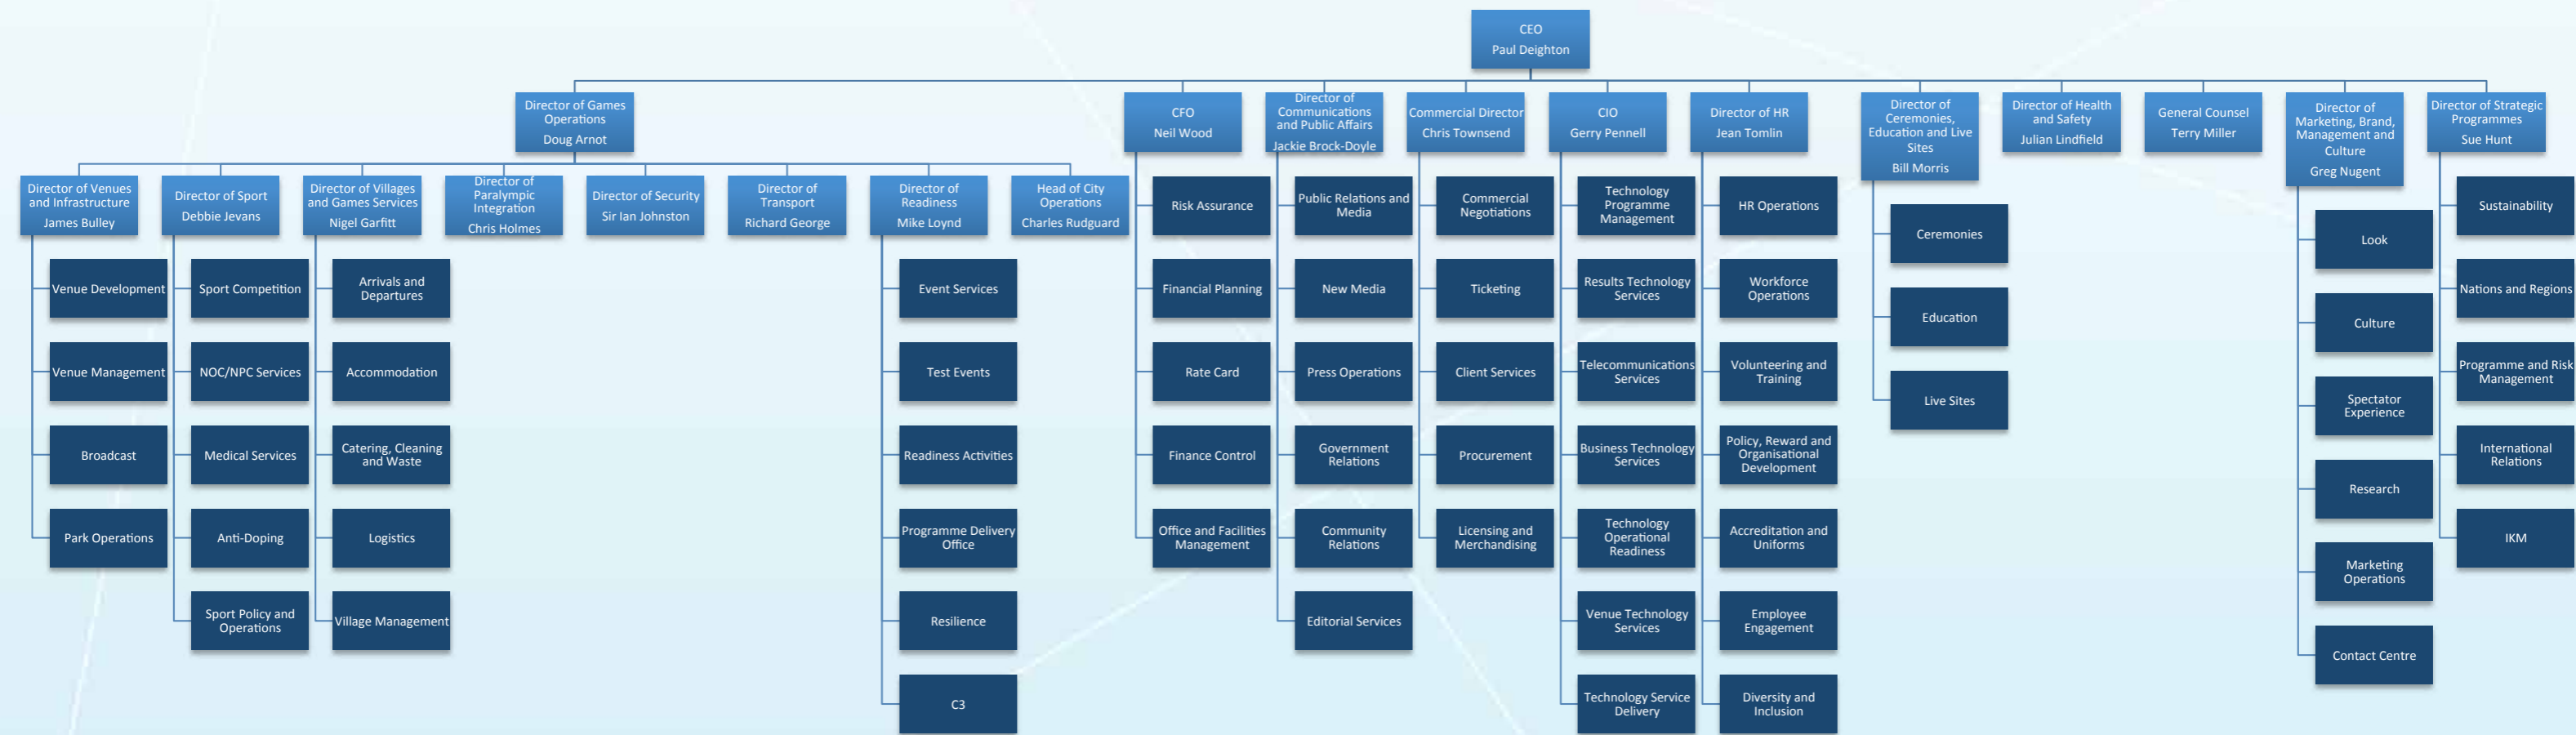 CEO
Paul Deighton
Director of Games
Operations
Doug Arnot
CFO
Neil Wood
Director of
Communications
and Public Affairs
Jackie Brock-Doyle
Commercial Director
Chris Townsend
CIO
Gerry Pennell
Director of HR
Jean Tomlin
Director of
Ceremonies,
Education and Live
Sites
Bill Morris
Director of Health
and Safety
Julian Lindfield
General Counsel
Terry Miller
Director of
Marketing, Brand,
Management and
Culture
Greg Nugent
Director of Strategic
Programmes
Sue Hunt
Director of Venues
and Infrastructure
James Bulley
Director of Sport
Debbie Jevans
Director of Villages
and Games Services
Nigel Garfitt
Director of
Paralympic
Integration
Chris Holmes
Director of Security
Sir Ian Johnston
Director of
Transport
Richard George
Director of
Readiness
Mike Loynd
Head of City
Operations
Charles Rudguard
Venue Development
Venue Management
Broadcast
Park Operations
Sport Competition
NOC/NPC Services
Medical Services
Anti-Doping
Sport Policy and
Operations
Arrivals and
Departures
Accommodation
Catering, Cleaning
and Waste
Logistics
Village Management
Event Services
Test Events
Readiness Activities
Programme Delivery
Office
Resilience
C3
Risk Assurance
Financial Planning
Rate Card
Finance Control
Office and Facilities
Management
Public Relations and
Media
New Media
Press Operations
Government
Relations
Community
Relations
Editorial Services
Commercial
Negotiations
Ticketing
Client Services
Procurement
Licensing and
Merchandising
Technology
Programme
Management
Results Technology
Services
Telecommunications
Services
Business Technology
Services
Technology
Operational
Readiness
Venue Technology
Services
Technology Service
Delivery
HR Operations
Workforce
Operations
Volunteering and
Training
Policy, Reward and
Organisational
Development
Accreditation and
Uniforms
Employee
Engagement
Diversity and
Inclusion
Ceremonies
Education
Live Sites
Look
Culture
Spectator
Experience
Research
Marketing
Operations
Contact Centre
Sustainability
Nations and Regions
Programme and Risk
Management
International
Relations
IKM